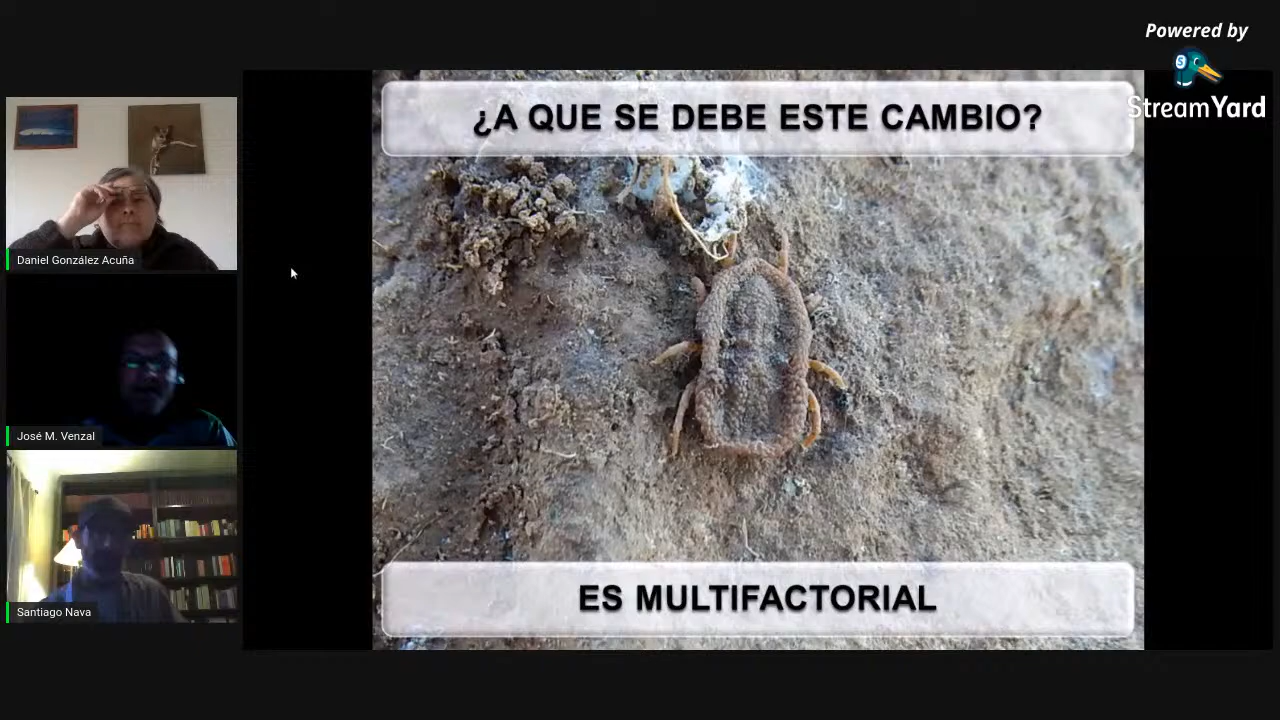 Powered by
StreamYard
¿A QUE SE DEBE ESTE CAMBIO?
Daniel González Acuña
José M. Venzal
Santiago Nava
ES MULTIFACTORIAL